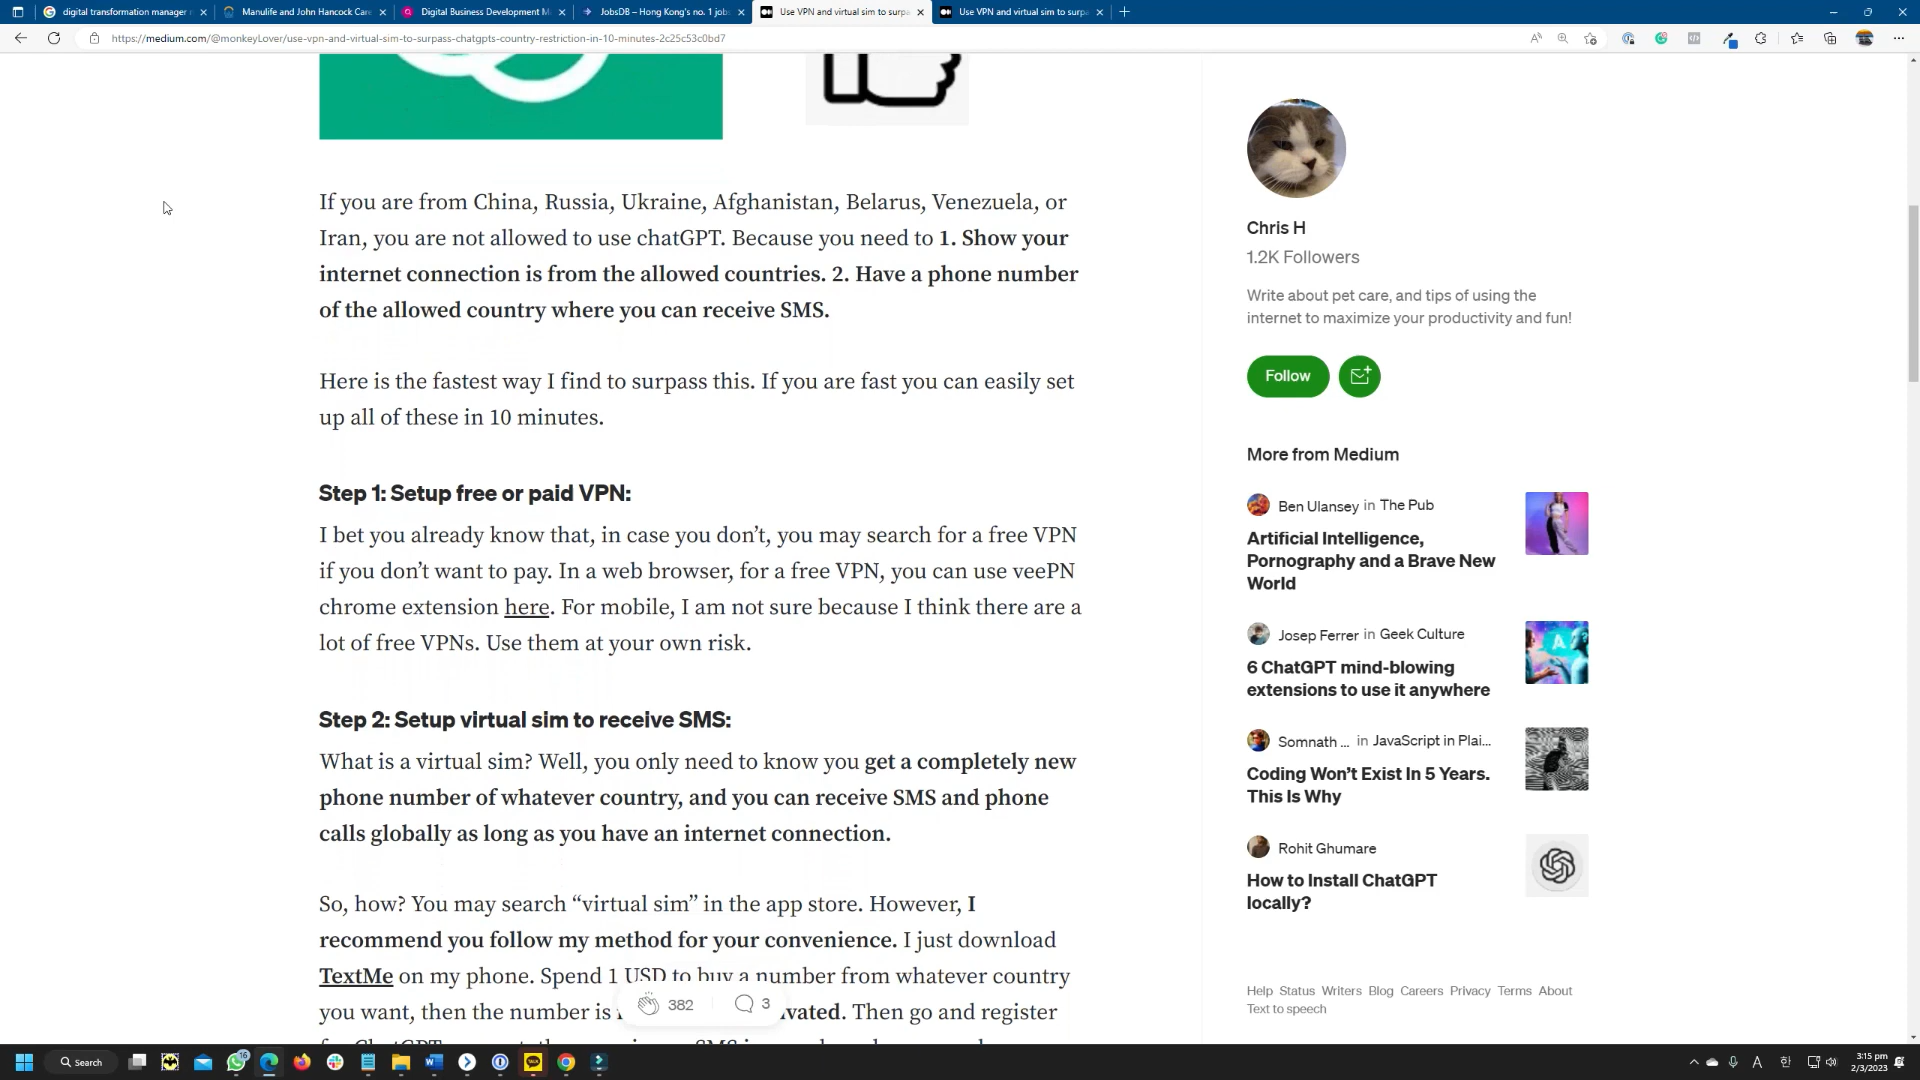 digital transformation manager
Manulife and John Hancock Care
Digital Business Development M
JobsDB – Hong Kong's no. 1 job
Use VPN and virtual sim to surpa
Use VPN and virtual sim to surpa
https://medium.com/@monkeyLover/use-vpn-and-virtual-sim-to-surpass-chatgpts-country-restriction-in-10-minutes-2c25c53c0bd7
If you are from China, Russia, Ukraine, Afghanistan, Belarus, Venezuela, or
Iran, you are not allowed to use chatGPT. Because you need to 1. Show your
internet connection is from the allowed countries. 2. Have a phone number
of the allowed country where you can receive SMS.
Here is the fastest way I find to surpass this. If you are fast you can easily set
up all of these in 10 minutes.
Step 1: Setup free or paid VPN:
I bet you already know that, in case you don't, you may search for a free VPN
if you don't want to pay. In a web browser, for a free VPN, you can use veePN
chrome extension here. For mobile, I am not sure because I think there are a
lot of free VPNs. Use them at your own risk.
Step 2: Setup virtual sim to receive SMS:
What is a virtual sim? Well, you only need to know you get a completely new
phone number of whatever country, and you can receive SMS and phone
calls globally as long as you have an internet connection.
So, how? You may search “virtual sim” in the app store. However, I
recommend you follow my method for your convenience. I just download
TextMe on my phone. Spend 1 USD to buy a number from whatever country
you want, then the number is vated. Then go and register
382
3
Chris H
1.2K Followers
Write about pet care, and tips of using the
internet to maximize your productivity and fun!
Follow
More from Medium
Ben Ulansey in The Pub
Artificial Intelligence,
Pornography and a Brave New
World
Josep Ferrer in Geek Culture
6 ChatGPT mind-blowing
extensions to use it anywhere
Somnath ... in JavaScript in Plai...
Coding Won't Exist In 5 Years.
This Is Why
Rohit Ghumare
How to Install ChatGPT
locally?
Help Status Writers Blog Careers Privacy Terms About
Text to speech
Search
16
A
한
3:15 pm
2/3/2023